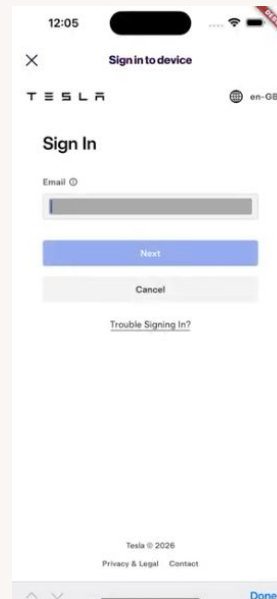 12:05
Sign in to device
TESLA
en-GB
Sign In
Email
Next
Cancel
Trouble Signing In?
Tesla © 2026
Privacy & Legal Contact
Done